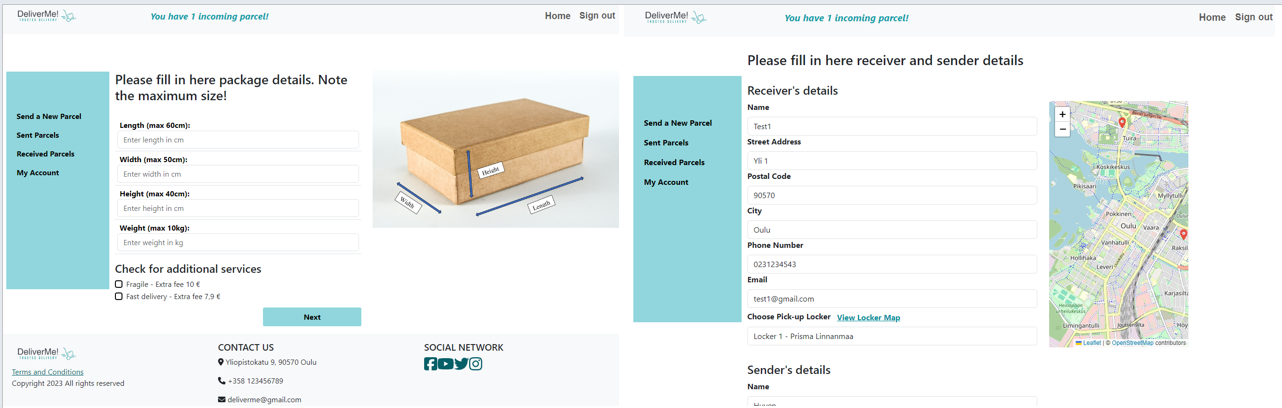 DeliverMe!
TRUSTED DELIVERY
You have 1 incoming parcel!
Home
Sign out
Send a New Parcel
Sent Parcels
Received Parcels
My Account
Please fill in here package details. Note
the maximum size!
Length (max 60cm):
Enter length in cm
Width (max 50cm):
Enter width in cm
Height (max 40cm):
Enter height in cm
Weight (max 10kg):
Enter weight in kg
Check for additional services
Fragile - Extra fee 10 €
Fast delivery - Extra fee 7.9 €
Next
Height
Width
Length
DeliverMe!
TRUSTED DELIVERY
Terms and Conditions
Copyright 2023 All rights reserved
CONTACT US
Yliopistokatu 9, 90570 Oulu
+358 123456789
deliverme@gmail.com
SOCIAL NETWORK
DeliverMe!
TRUSTED DELIVERY
You have 1 incoming parcel!
Home
Sign out
Send a New Parcel
Sent Parcels
Received Parcels
My Account
Please fill in here receiver and sender details
Receiver's details
Name
Test1
Street Address
Yli 1
Postal Code
90570
City
Oulu
Phone Number
0231234543
Email
test1@gmail.com
Choose Pick-up Locker View Locker Map
Locker 1 - Prisma Linnanmaa
Sender's details
Name
+
−
Tuira
Koskikeskus
Pikisaari
Myllytulli
Pokkinen
Oulu
Vaara
Raksil
Vanhatulli
Hollihaka
Leveri
Karjasilta
Limingantulli
Höyhtyä
Leaflet | © OpenStreetMap contributors